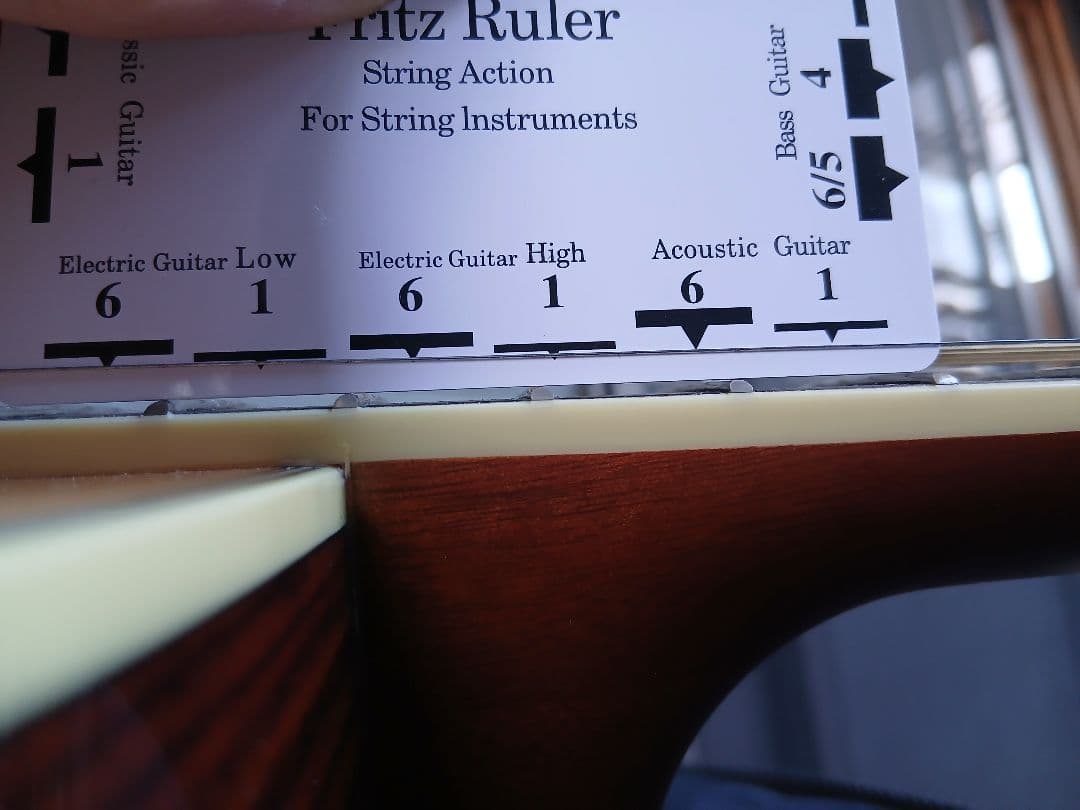 Ruler
String Action
For String Instruments
Guitar
1
Bass Guitar
4
6/5
Electric Guitar Low
6 1
Electric Guitar High
6 1
Acoustic Guitar
6 1